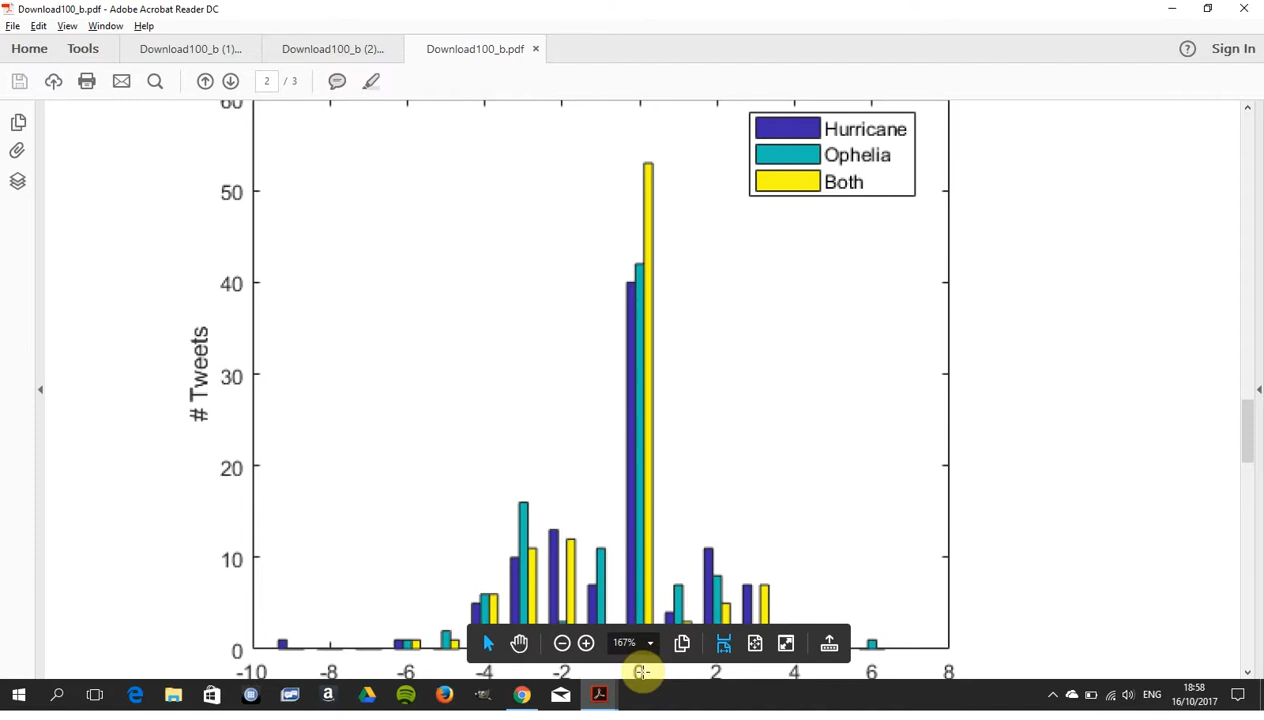 Download100_b.pdf - Adobe Acrobat Reader DC
File Edit View Window Help
Home Tools Download100_b (1)... Download100_b (2)... Download100_b.pdf × Sign In
2 / 3
60
Hurricane
Ophelia
Both
50
40
30
20
10
0
# Tweets
167%
-10 -8 -6 -4 -2 0 2 4 6 8
ENG
18:58
16/10/2017